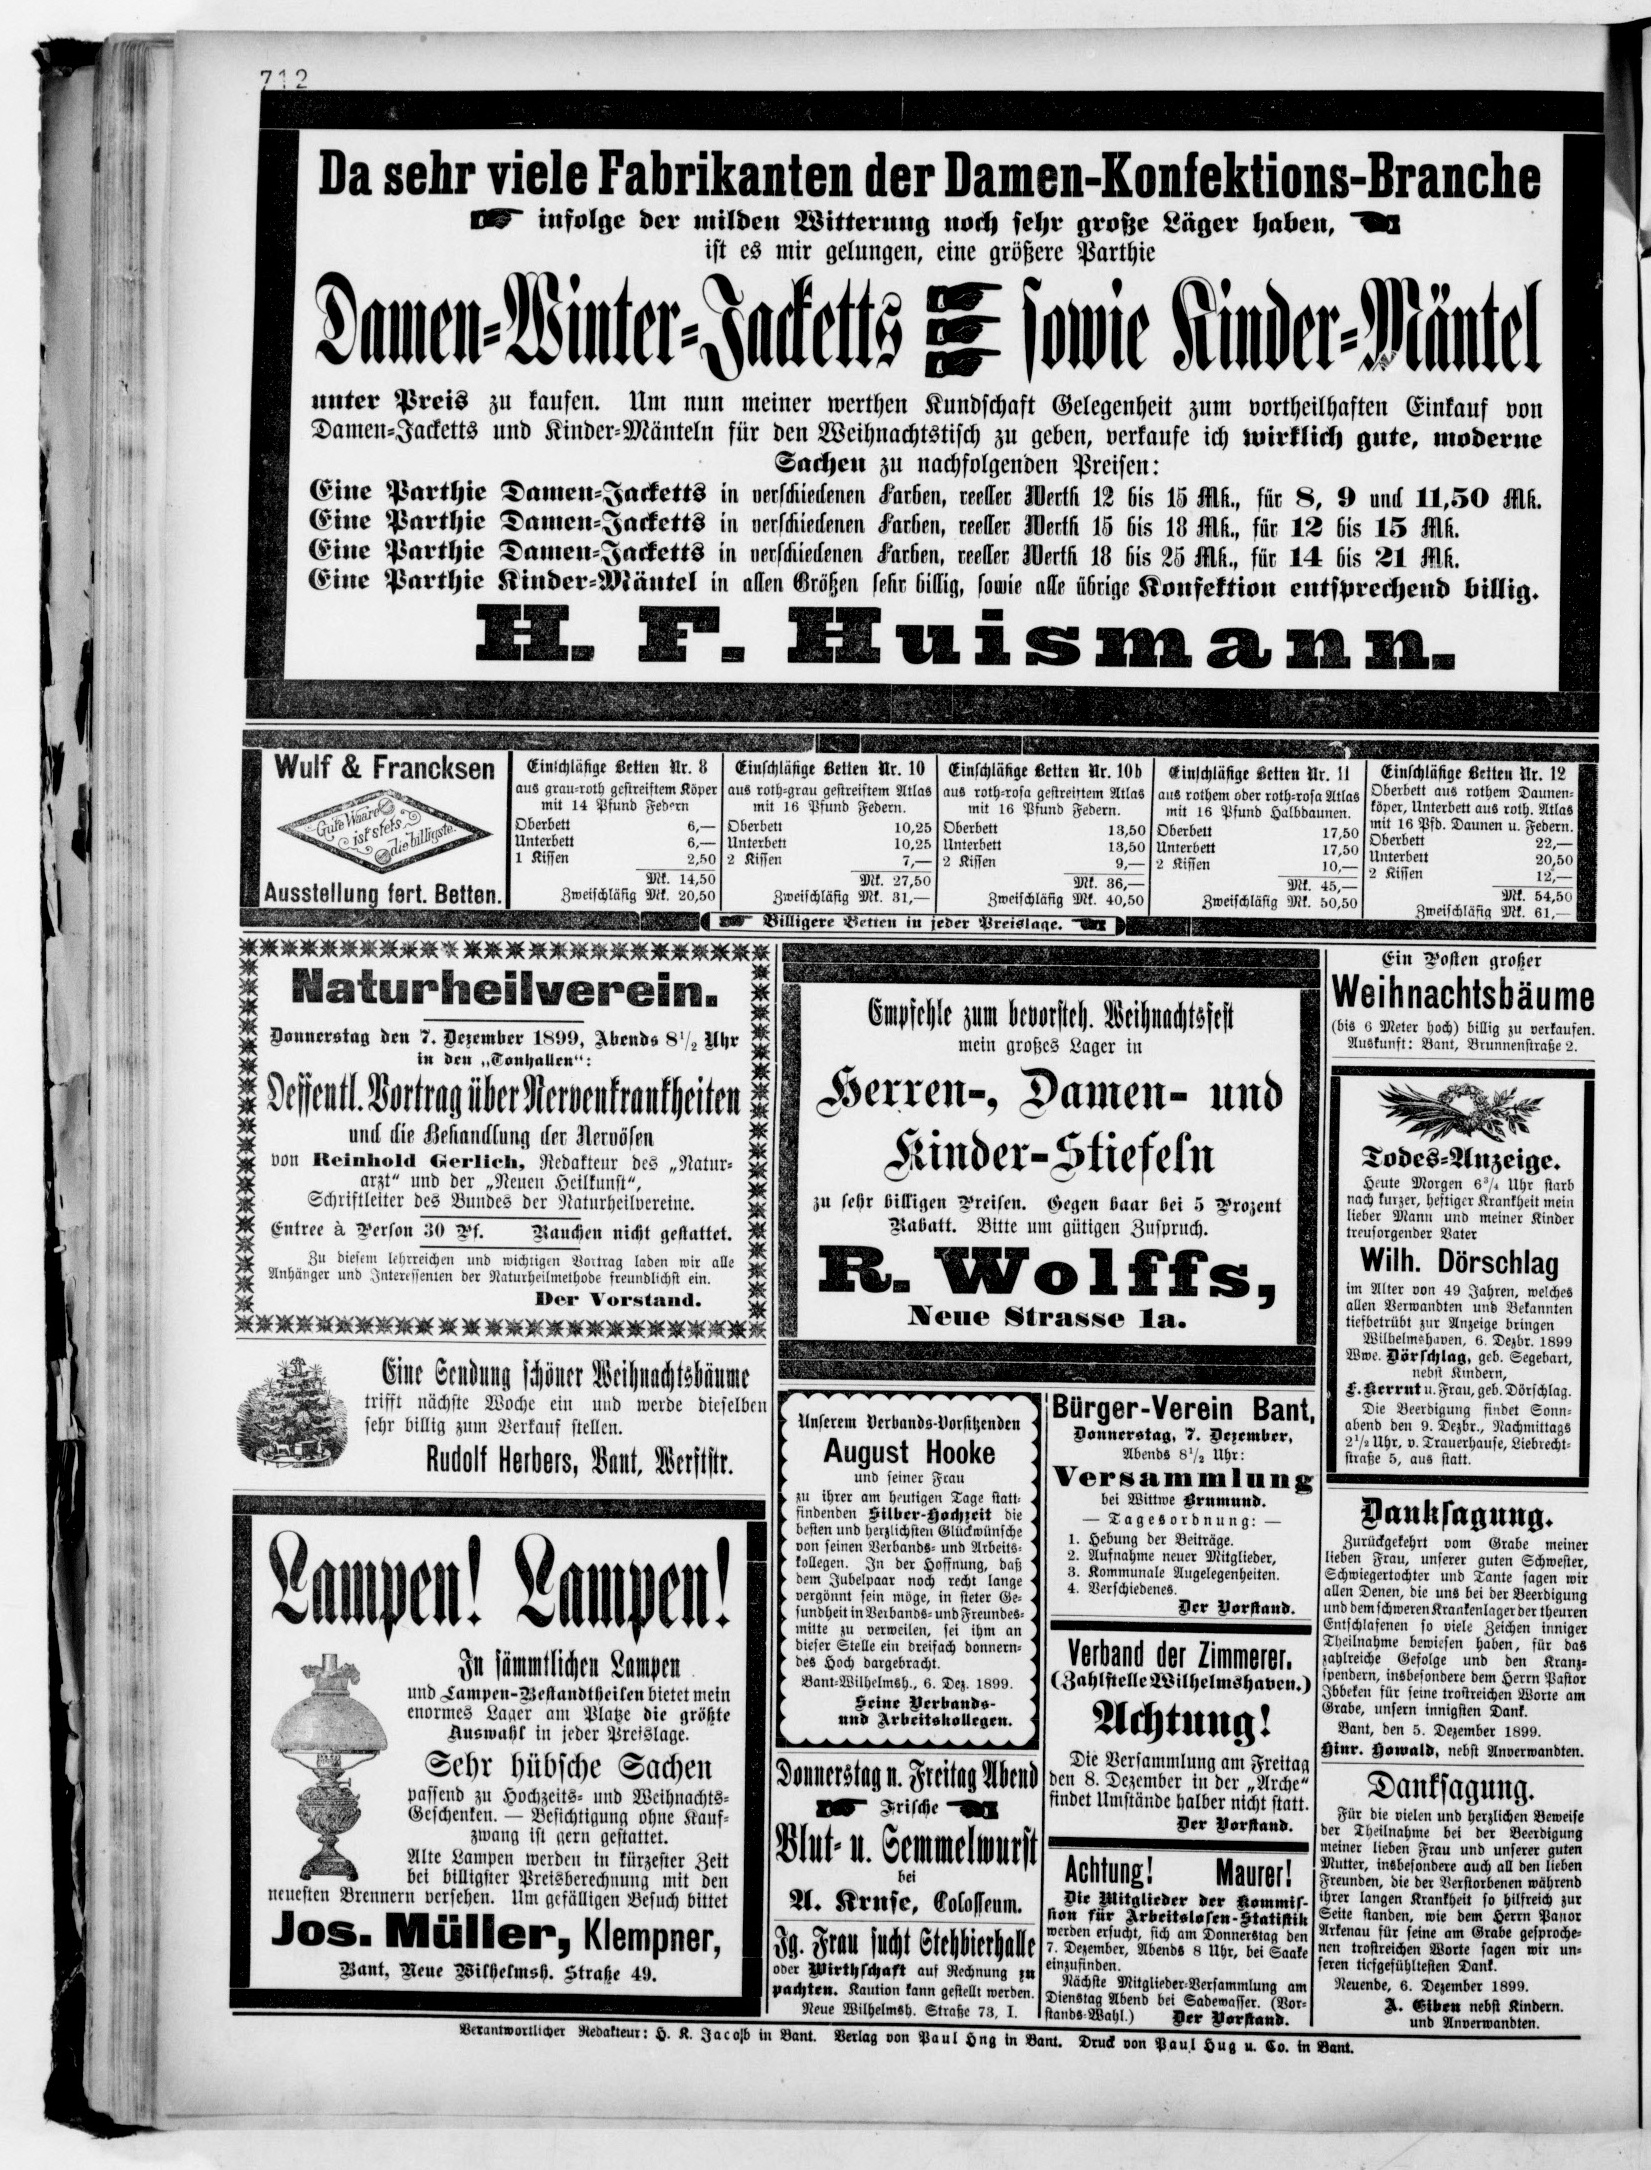 712
Da sehr viele Fabrikanten der Damen-Konfektions-Branche
infolge der milden Witterung noch sehr große Läger haben,
ist es mir gelungen, eine größere Parthie
Damen-Winter-Jacketts sowie Kinder-Mäntel
unter Preis zu kaufen. Um nun meiner werthen Kundschaft Gelegenheit zum vortheilhaften Einkauf von
Damen-Jacketts und Kinder-Mänteln für den Weihnachtstisch zu geben, verkaufe ich wirklich gute, moderne
Sachen zu nachfolgenden Preisen:
Eine Parthie Damen-Jacketts in verschiedenen Farben, reeller Werth 12 bis 15 Mk., für 8, 9 und 11,50 Mk.
Eine Parthie Damen-Jacketts in verschiedenen Farben, reeller Werth 15 bis 18 Mk., für 12 bis 15 Mk.
Eine Parthie Damen-Jacketts in verschiedenen Farben, reeller Werth 18 bis 25 Mk., für 14 bis 21 Mk.
Eine Parthie Kinder-Mäntel in allen Größen sehr billig, sowie alle übrige Konfektion entsprechend billig.
H. F. Huismann.
Wulf & Francksen
Gute Waare
ist stets
die billigste.
Ausstellung fert. Betten.
Einschläfige Betten Nr. 8
aus grau-roth gestreiftem Köper
mit 14 Pfund Federn
Oberbett 6,—
Unterbett 6,—
1 Kissen 2,50
Mk. 14,50
Zweischläfig Mk. 20,50
Einschläfige Betten Nr. 10
aus roth-grau gestreiftem Atlas
mit 16 Pfund Federn.
Oberbett 10,25
Unterbett 10,25
2 Kissen 7,—
Mk. 27,50
Zweischläfig Mk. 31,—
Einschläfige Betten Nr. 10b
aus roth-rosa gestreiftem Atlas
mit 16 Pfund Federn.
Oberbett 13,50
Unterbett 13,50
2 Kissen 9,—
Mk. 36,—
Zweischläfig Mk. 40,50
Einschläfige Betten Nr. 11
aus rothem oder roth-rosa Atlas
mit 16 Pfund Halbdaunen.
Oberbett 17,50
Unterbett 17,50
2 Kissen 10,—
Mk. 45,—
Zweischläfig Mk. 50,50
Einschläfige Betten Nr. 12
Oberbett aus rothem Daunen-
köper, Unterbett aus roth. Atlas
mit 16 Pfd. Daunen u. Federn.
Oberbett 22,—
Unterbett 20,50
2 Kissen 12,—
Mk. 54,50
Zweischläfig Mk. 61,—
Billigere Betten in jeder Preislage.
Naturheilverein.
Donnerstag den 7. Dezember 1899, Abends 8½ Uhr
in den „Tonhallen“:
Oeffentl. Vortrag über Nervenkrankheiten
und die Behandlung der Nervösen
von Reinhold Gerlich, Redakteur des „Natur-
arzt“ und der „Neuen Heilkunst“,
Schriftleiter des Bundes der Naturheilvereine.
Entree à Person 30 Pf. Rauchen nicht gestattet.
Zu diesem lehrreichen und wichtigen Vortrag laden wir alle
Anhänger und Interessenten der Naturheilmethode freundlichst ein.
Der Vorstand.
Eine Sendung schöner Weihnachtsbäume
trifft nächste Woche ein und werde dieselben
sehr billig zum Verkauf stellen.
Rudolf Herbers, Bant, Werftstr.
Lampen! Lampen!
In sämmtlichen Lampen
und Lampen-Bestandtheilen bietet mein
enormes Lager am Platze die größte
Auswahl in jeder Preislage.
Sehr hübsche Sachen
passend zu Hochzeits- und Weihnachts-
Geschenken. — Besichtigung ohne Kauf-
zwang ist gern gestattet.
Alte Lampen werden in kürzester Zeit
bei billigster Preisberechnung mit den
neuesten Brennern versehen. Um gefälligen Besuch bittet
Jos. Müller, Klempner,
Bant, Neue Wilhelmsh. Straße 49.
Empfehle zum bevorsteh. Weihnachtsfest
mein großes Lager in
Herren-, Damen- und
Kinder-Stiefeln
zu sehr billigen Preisen. Gegen baar bei 5 Prozent
Rabatt. Bitte um gütigen Zuspruch.
R. Wolffs,
Neue Strasse 1a.
Unserem Verbands-Vorsitzenden
August Hooke
und seiner Frau
zu ihrer am heutigen Tage statt-
findenden Silber-Hochzeit die
besten und herzlichsten Glückwünsche
von seinen Verbands- und Arbeits-
kollegen. In der Hoffnung, daß
dem Jubelpaar noch recht lange
vergönnt sein möge, in steter Ge-
sundheit in Verbands- und Freundes-
mitte zu verweilen, sei ihm an
dieser Stelle ein dreifach donnern-
des Hoch dargebracht.
Bant-Wilhelmsh., 6. Dez. 1899.
Seine Verbands-
und Arbeitskollegen.
Donnerstag n. Freitag Abend
Frische
Blut- u. Semmelwurst
bei
A. Kruse, Colosseum.
Jg. Frau sucht Stehbierhalle
oder Wirthschaft auf Rechnung zu
pachten. Kaution kann gestellt werden.
Neue Wilhelmsh. Straße 73, I.
Bürger-Verein Bant,
Donnerstag, 7. Dezember,
Abends 8½ Uhr:
Versammlung
bei Wittwe Brumund.
— Tagesordnung: —
1. Hebung der Beiträge.
2. Aufnahme neuer Mitglieder,
3. Kommunale Augelegenheiten.
4. Verschiedenes.
Der Vorstand.
Verband der Zimmerer.
(Zahlstelle Wilhelmshaven.)
Achtung!
Die Versammlung am Freitag
den 8. Dezember in der „Arche“
findet Umstände halber nicht statt.
Der Vorstand.
Achtung! Maurer!
Die Mitglieder der Kommis-
sion für Arbeitslosen-Statistik
werden ersucht, sich am Donnerstag den
7. Dezember, Abends 8 Uhr, bei Saake
einzufinden.
Nächste Mitglieder-Versammlung am
Dienstag Abend bei Sadewasser. (Vor-
stands-Wahl.) Der Vorstand.
Ein Posten großer
Weihnachtsbäume
(bis 6 Meter hoch) billig zu verkaufen.
Auskunft: Bant, Brunnenstraße 2.
Todes-Anzeige.
Heute Morgen 6¾ Uhr starb
nach kurzer, heftiger Krankheit mein
lieber Mann und meiner Kinder
treusorgender Vater
Wilh. Dörschlag
im Alter von 49 Jahren, welches
allen Verwandten und Bekannten
tiefbetrübt zur Anzeige bringen
Wilhelmshaven, 6. Dezbr. 1899
Wwe. Dörschlag, geb. Segebart,
nebst Kindern,
F. Herrnt u. Frau, geb. Dörschlag.
Die Beerdigung findet Sonn-
abend den 9. Dezbr., Nachmittags
2½ Uhr, v. Trauerhause, Liebrecht-
straße 5, aus statt.
Danksagung.
Zurückgekehrt vom Grabe meiner
lieben Frau, unserer guten Schwester,
Schwiegertochter und Tante sagen wir
allen Denen, die uns bei der Beerdigung
und dem schweren Krankenlager der theuren
Entschlafenen so viele Zeichen inniger
Theilnahme bewiesen haben, für das
zahlreiche Gefolge und den Kranz-
spendern, insbesondere dem Herrn Pastor
Ibbeken für seine trostreichen Worte am
Grabe, unsern innigsten Dank.
Bant, den 5. Dezember 1899.
Hinr. Howald, nebst Anverwandten.
Danksagung.
Für die vielen und herzlichen Beweise
der Theilnahme bei der Beerdigung
meiner lieben Frau und unserer guten
Mutter, insbesondere auch all den lieben
Freunden, die der Verstorbenen während
ihrer langen Krankheit so hilfreich zur
Seite standen, wie dem Herrn Pastor
Arkenau für seine am Grabe gesproche-
nen trostreichen Worte sagen wir un-
seren tiefgefühltesten Dank.
Neuende, 6. Dezember 1899.
A. Eiben nebst Kindern.
und Anverwandten.
Verantwortlicher Redakteur: H. K. Jacob in Bant. Verlag von Paul Hng in Bant. Druck von Paul Hug u. Co. in Bant.